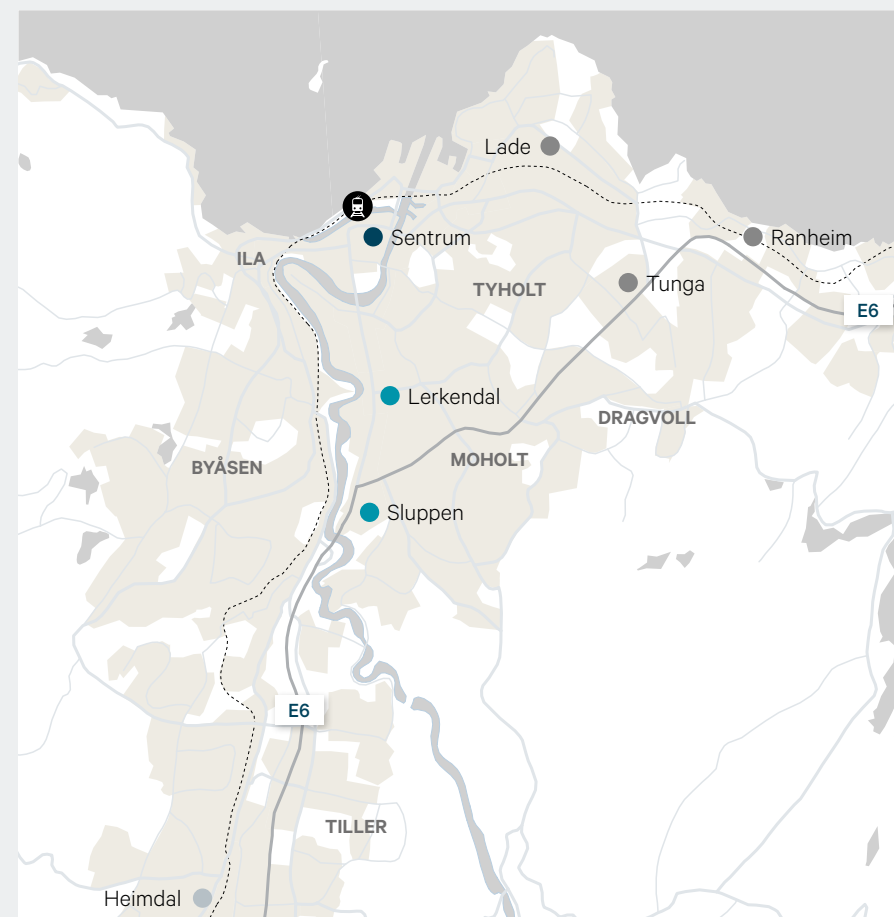 Lade
Sentrum
Ranheim
ILA
Tunga
TYHOLT
E6
Lerkendal
DRAGVOLL
MOHOLT
BYÅSEN
Sluppen
E6
TILLER
Heimdal